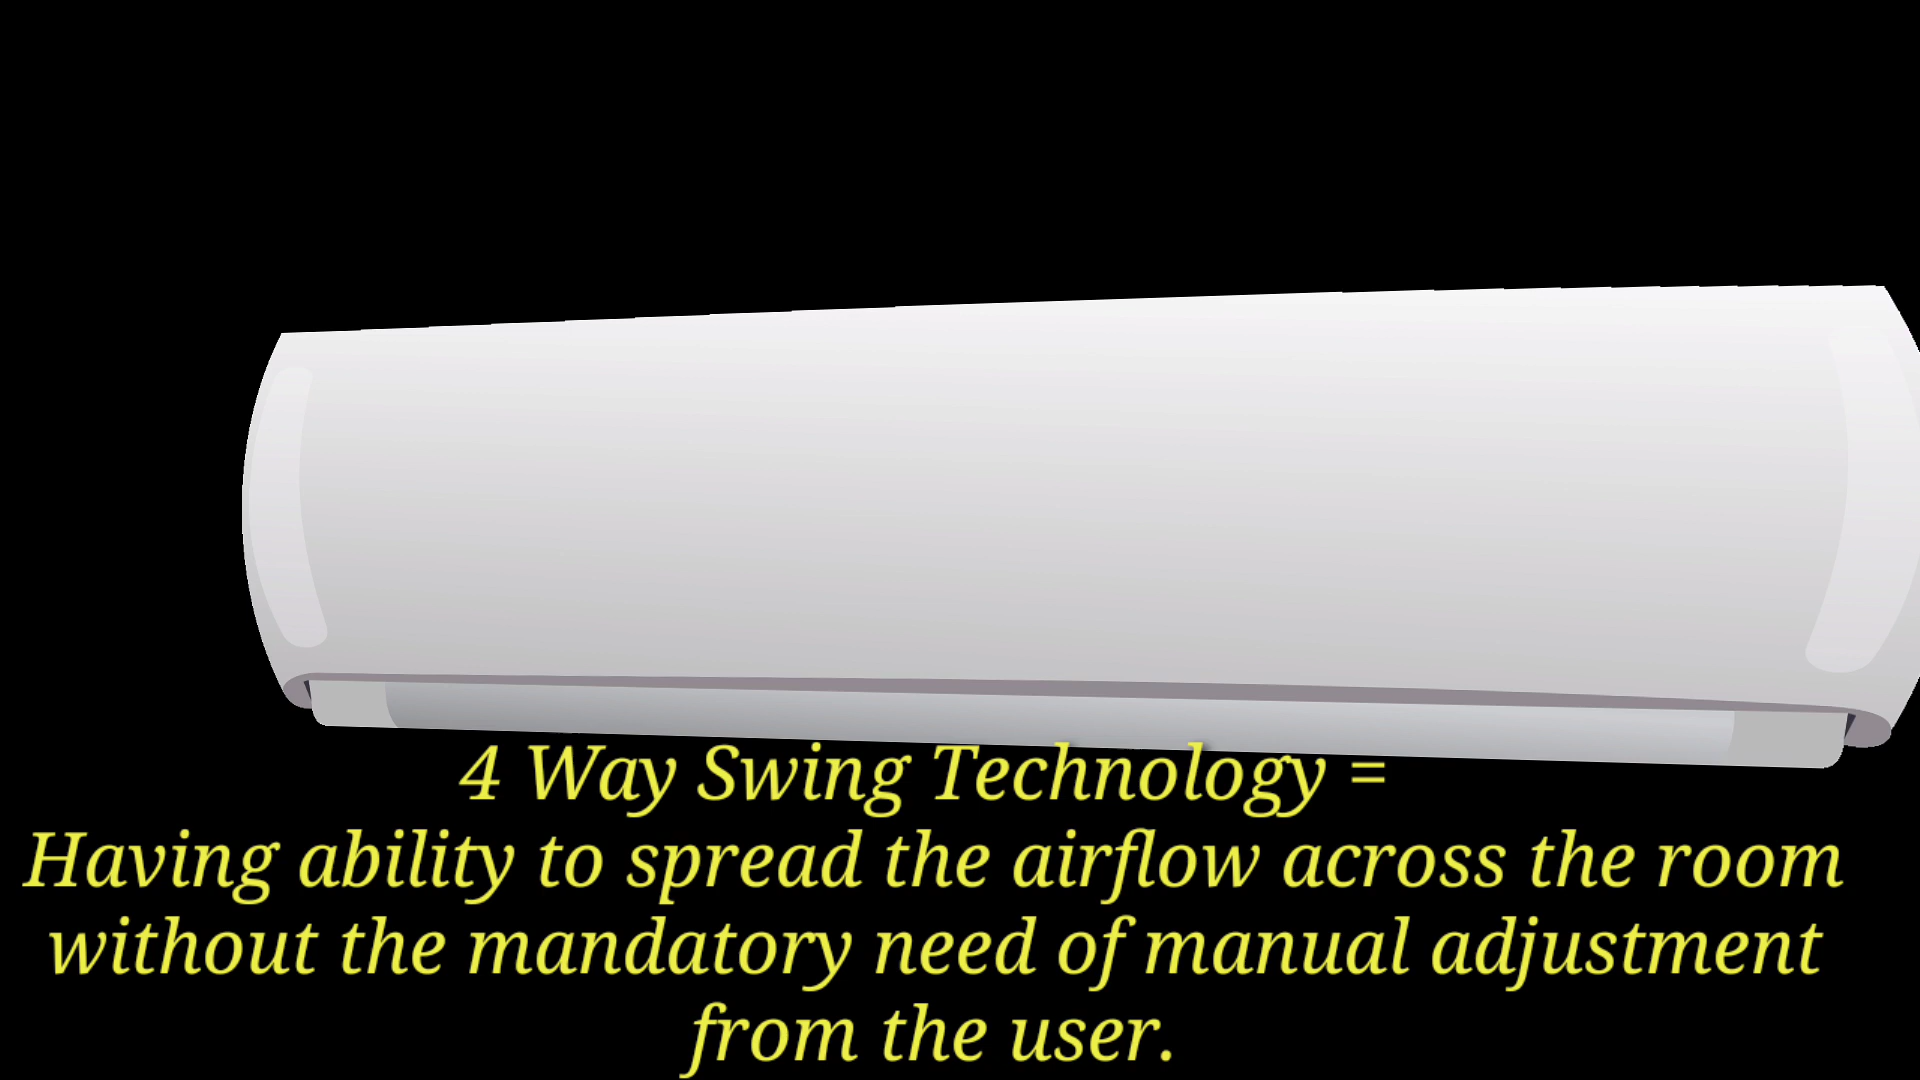 4 Way Swing Technology =
Having ability to spread the airflow across the room
without the mandatory need of manual adjustment
from the user.